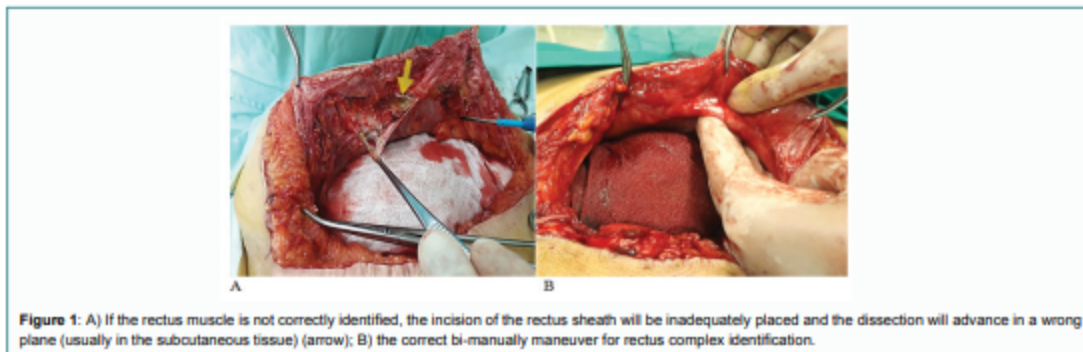 A
B
Figure 1: A) If the rectus muscle is not correctly identified, the incision of the rectus sheath will be inadequately placed and the dissection will advance in a wrong
plane (usually in the subcutaneous tissue) (arrow); B) the correct bi-manually maneuver for rectus complex identification.